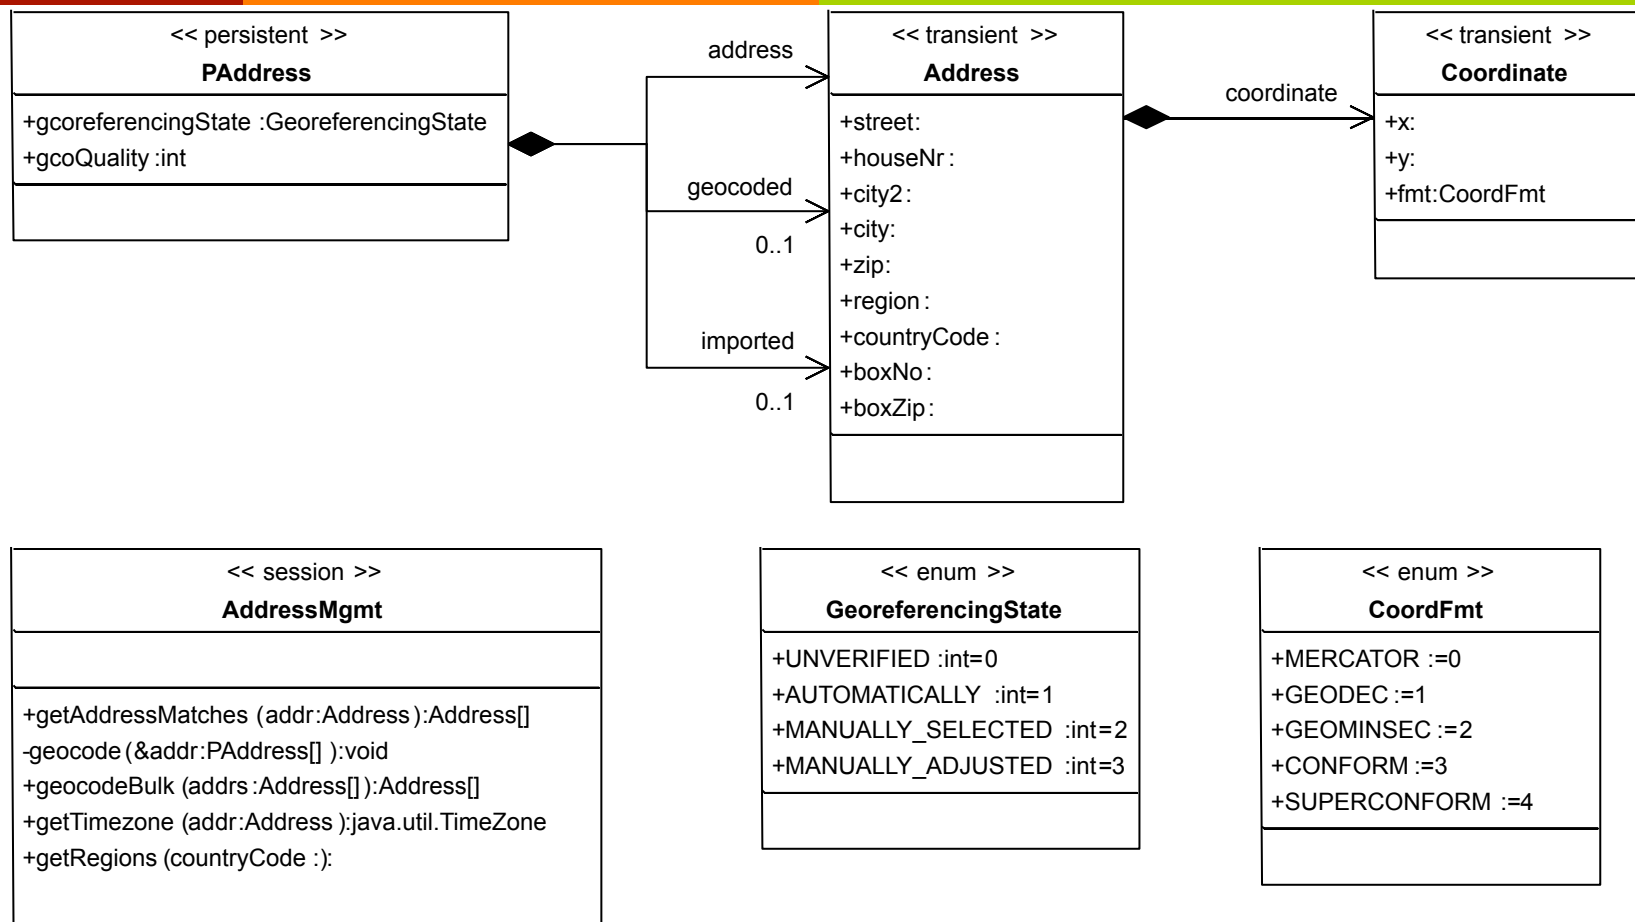 << persistent >>
PAddress
+gcoreferencingState :GeoreferencingState
+gcoQuality :int
address
geocoded
0..1
imported
0..1
<< transient >>
Address
+street:
+houseNr :
+city2 :
+city:
+zip:
+region :
+countryCode :
+boxNo :
+boxZip :
coordinate
<< transient >>
Coordinate
+x:
+y:
+fmt:CoordFmt
<< session >>
AddressMgmt
+getAddressMatches (addr:Address ):Address[]
-geocode (&addr:PAddress[] ):void
+geocodeBulk (addrs :Address[] ):Address[]
+getTimezone (addr:Address ):java.util.TimeZone
+getRegions (countryCode :):
<< enum >>
GeoreferencingState
+UNVERIFIED :int=0
+AUTOMATICALLY :int=1
+MANUALLY_SELECTED :int=2
+MANUALLY_ADJUSTED :int=3
<< enum >>
CoordFmt
+MERCATOR :=0
+GEODEC :=1
+GEOMINSEC :=2
+CONFORM :=3
+SUPERCONFORM :=4